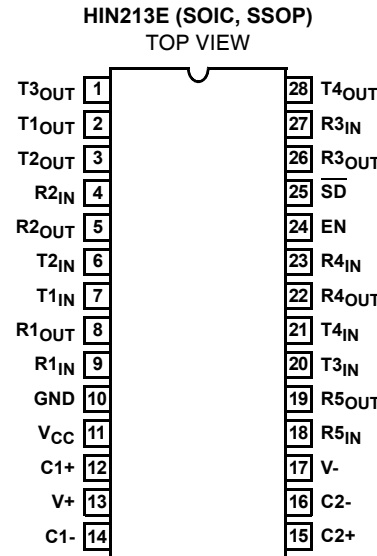 HIN213E (SOIC, SSOP)
TOP VIEW
T3OUT 1 28 T4OUT
T1OUT 2 27 R3IN
T2OUT 3 26 R3OUT
R2IN 4 25 SD
R2OUT 5 24 EN
T2IN 6 23 R4IN
T1IN 7 22 R4OUT
R1OUT 8 21 T4IN
R1IN 9 20 T3IN
GND 10 19 R5OUT
VCC 11 18 R5IN
C1+ 12 17 V-
V+ 13 16 C2-
C1- 14 15 C2+